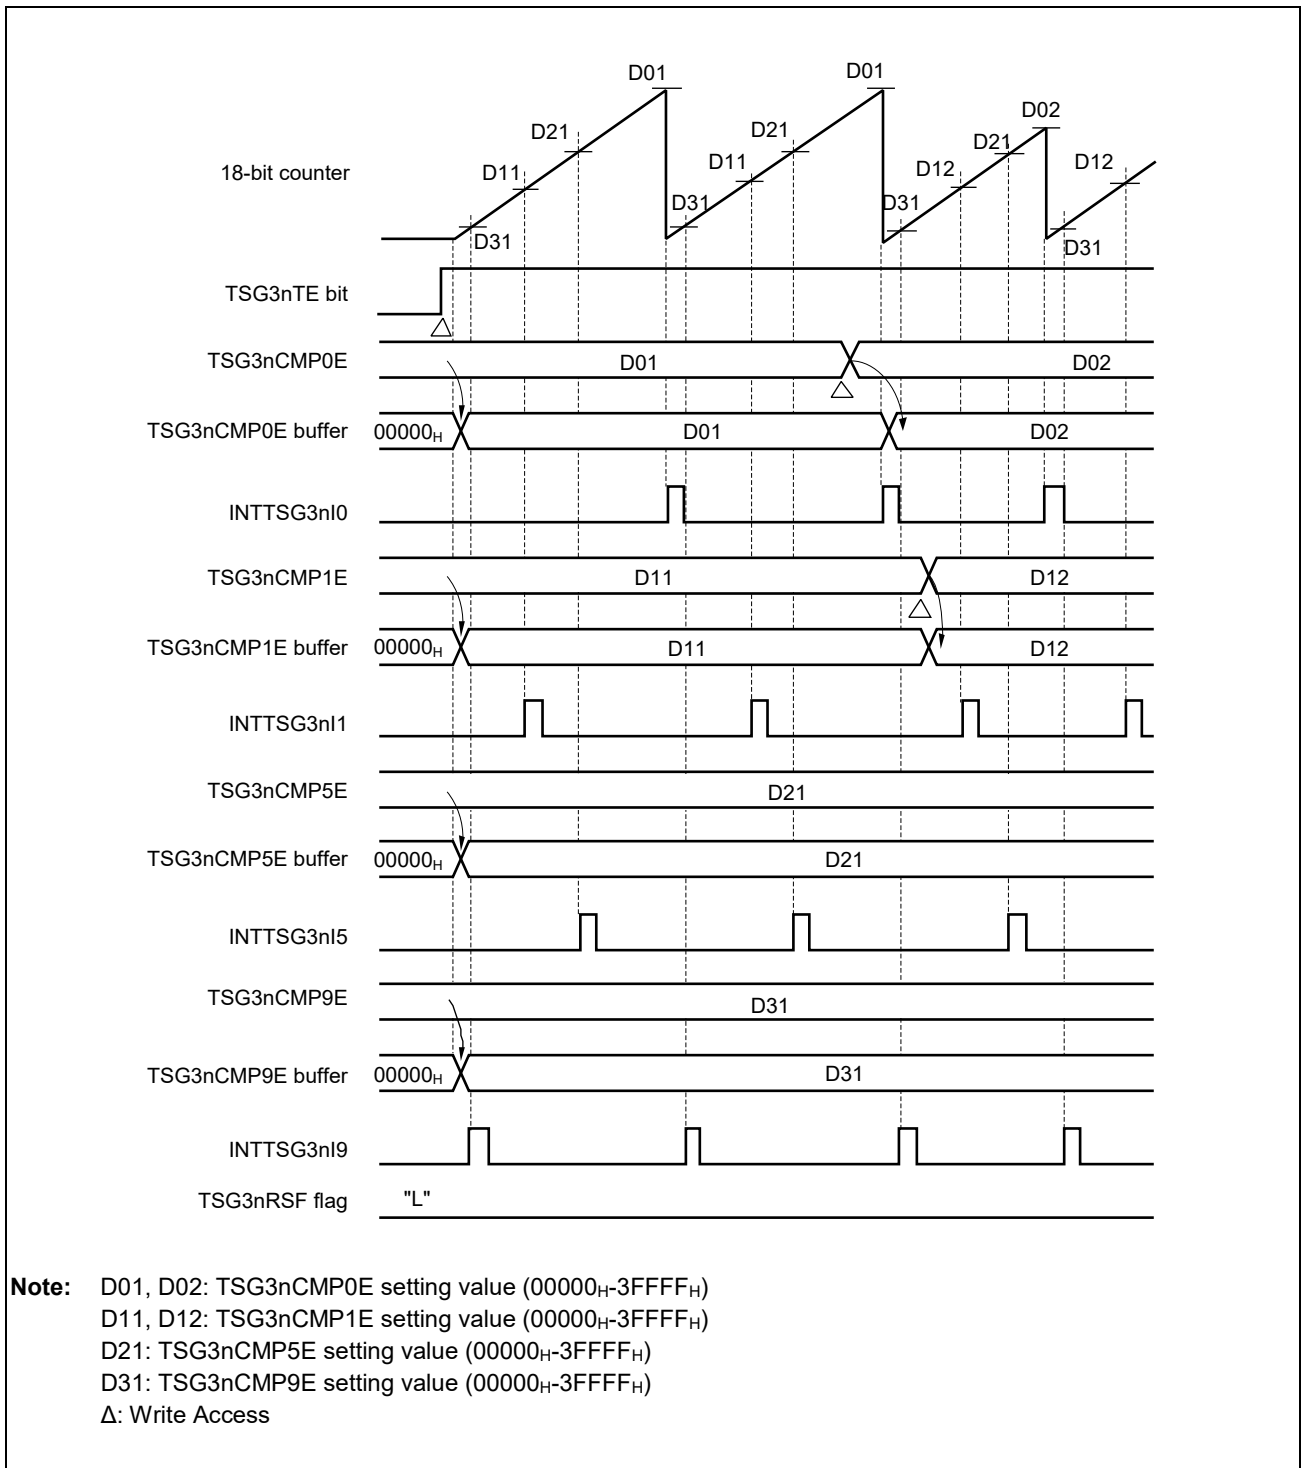 D01 D01
D02
D21 D21 D21
18-bit counter D11 D11 D12 D12
D31 D31
D31 D31
TSG3nTE bit
△
TSG3nCMP0E D01 D02
△
TSG3nCMP0E buffer 00000H D01 D02
INTTSG3nI0
TSG3nCMP1E D11 D12
△
TSG3nCMP1E buffer 00000H D11 D12
INTTSG3nI1
TSG3nCMP5E D21
TSG3nCMP5E buffer 00000H D21
INTTSG3nI5
TSG3nCMP9E D31
TSG3nCMP9E buffer 00000H D31
INTTSG3nI9
TSG3nRSF flag "L"
Note: D01, D02: TSG3nCMP0E setting value (00000H-3FFFFH)
D11, D12: TSG3nCMP1E setting value (00000H-3FFFFH)
D21: TSG3nCMP5E setting value (00000H-3FFFFH)
D31: TSG3nCMP9E setting value (00000H-3FFFFH)
Δ: Write Access